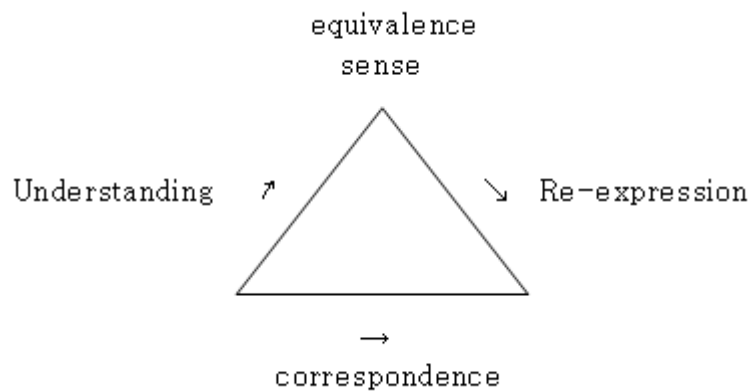 equivalence
sense
Understanding ↗ ↘ Re-expression
→
correspondence